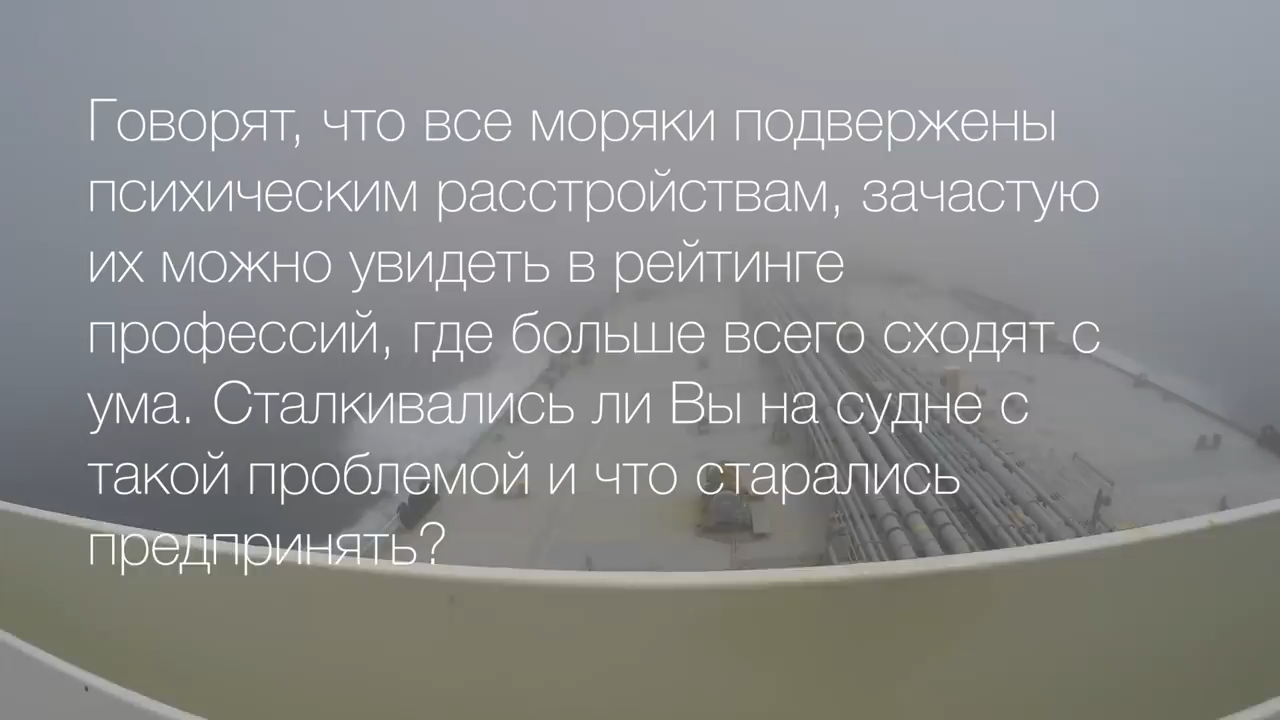 Говорят, что все моряки подвержены
психическим расстройствам, зачастую
их можно увидеть в рейтинге
профессий, где больше всего сходят с
ума. Сталкивались ли Вы на судне с
такой проблемой и что старались
предпринять?